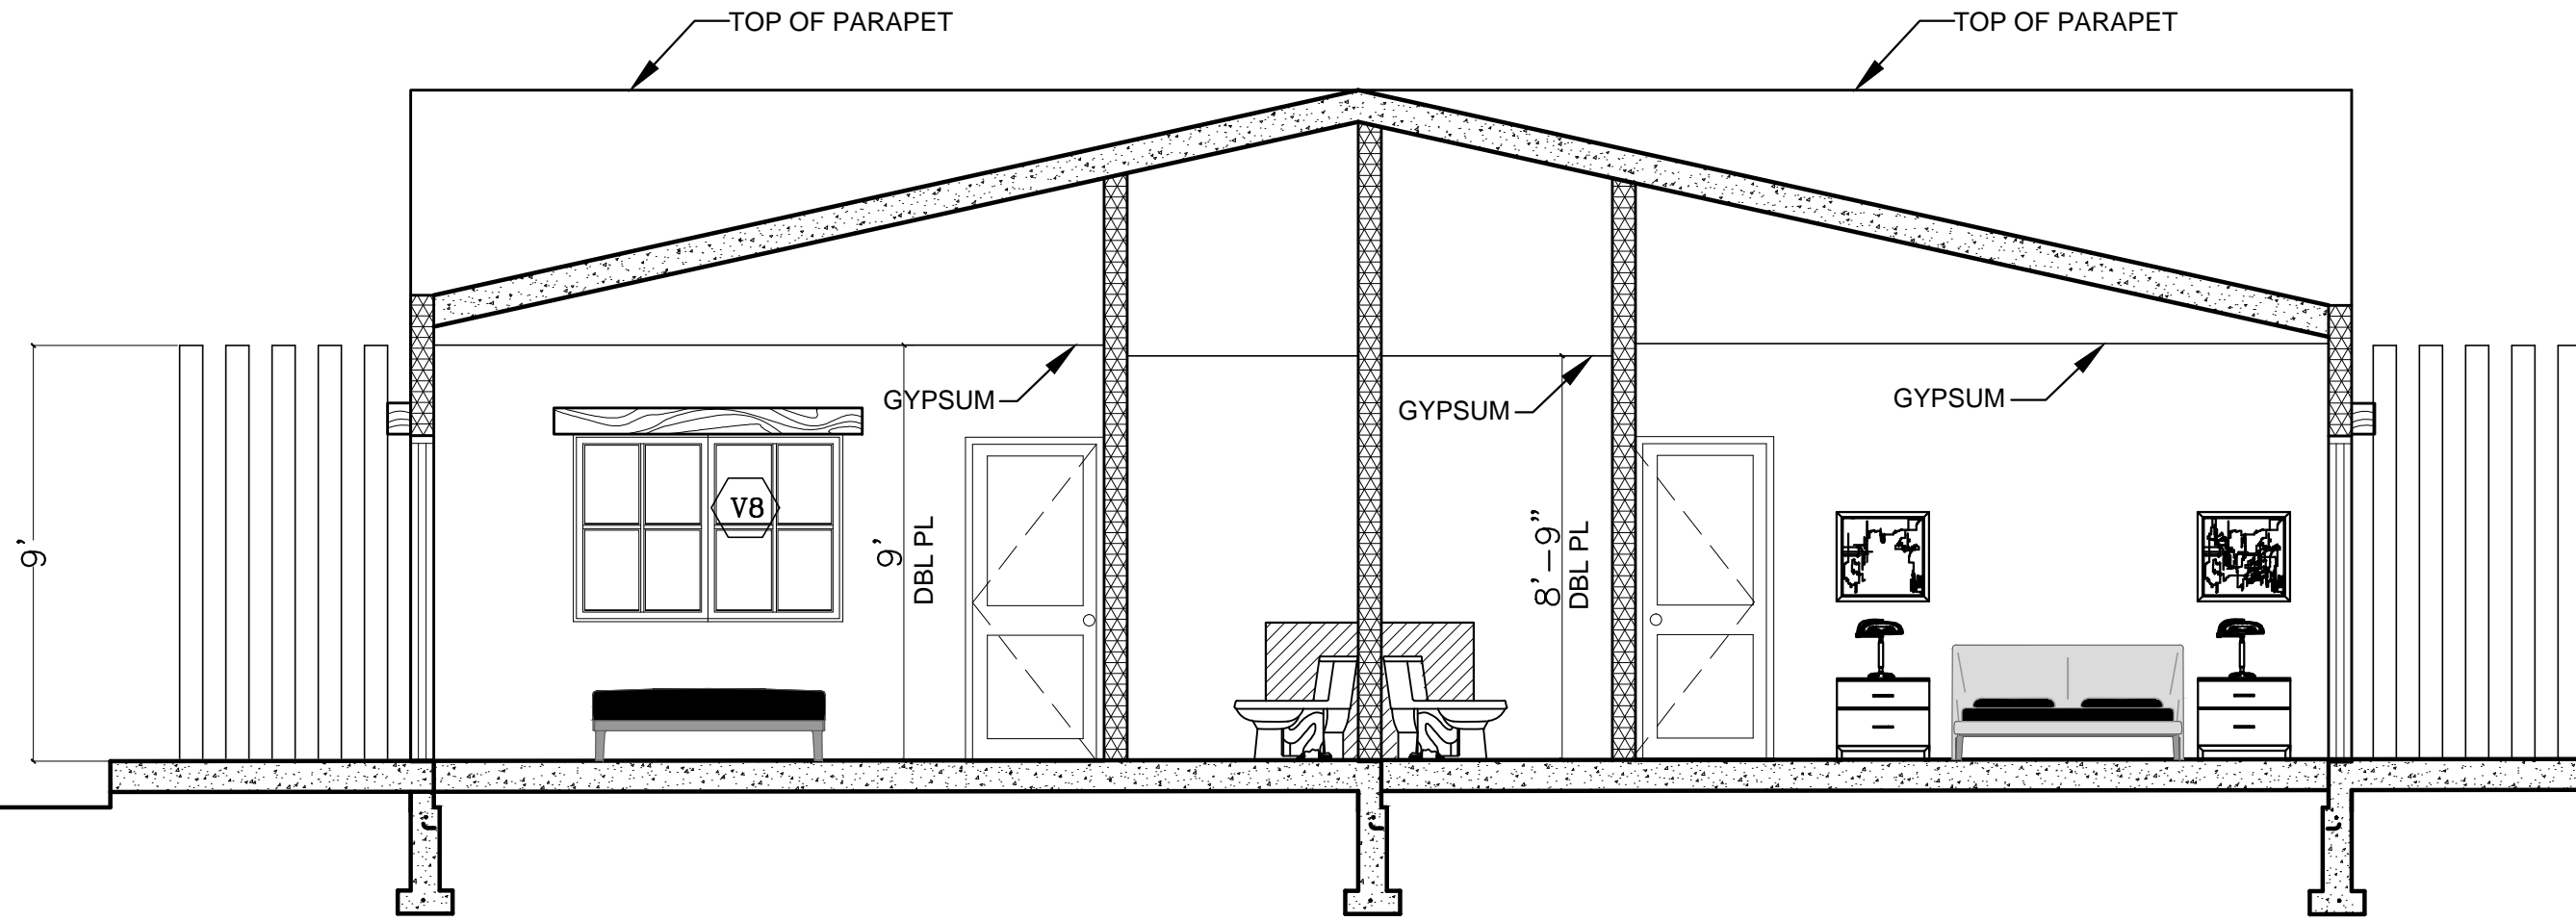 TOP OF PARAPET
TOP OF PARAPET
GYPSUM
GYPSUM
GYPSUM
V8
9'
9'
DBL PL
8'-9"
DBL PL